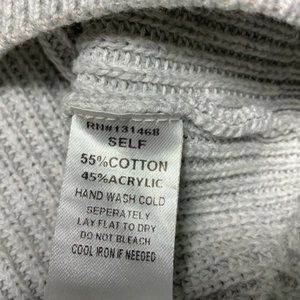 RN#131468
SELF
55%COTTON
45%ACRYLIC
HAND WASH COLD
SEPERATELY
LAY FLAT TO DRY
DO NOT BLEACH
COOL IRON IF NEEDED